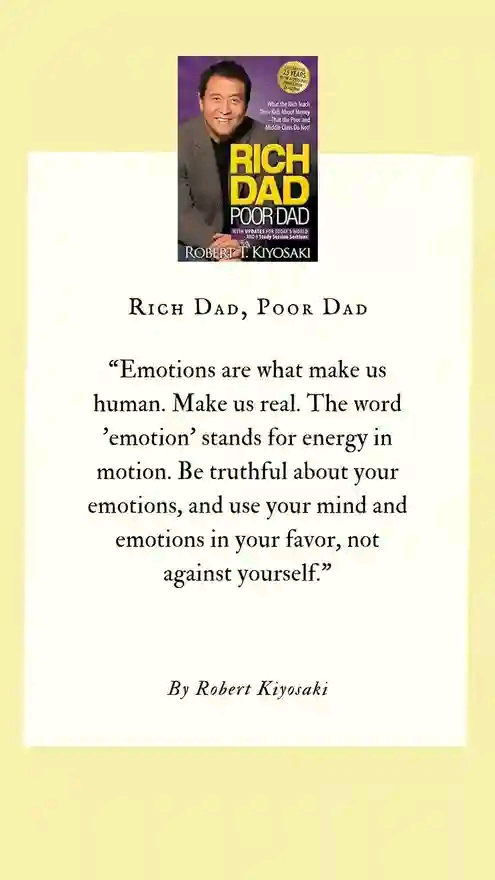 25 YEARS
What the Rich Teach
Their Kids About Money
—That the Poor and
Middle Class Do Not!
RICH
DAD
POOR DAD
WITH UPDATES FOR TODAY'S WORLD
AND 9 Study Session Sections
ROBERT T. KIYOSAKI
RICH DAD, POOR DAD
“Emotions are what make us
human. Make us real. The word
’emotion’ stands for energy in
motion. Be truthful about your
emotions, and use your mind and
emotions in your favor, not
against yourself.”
By Robert Kiyosaki